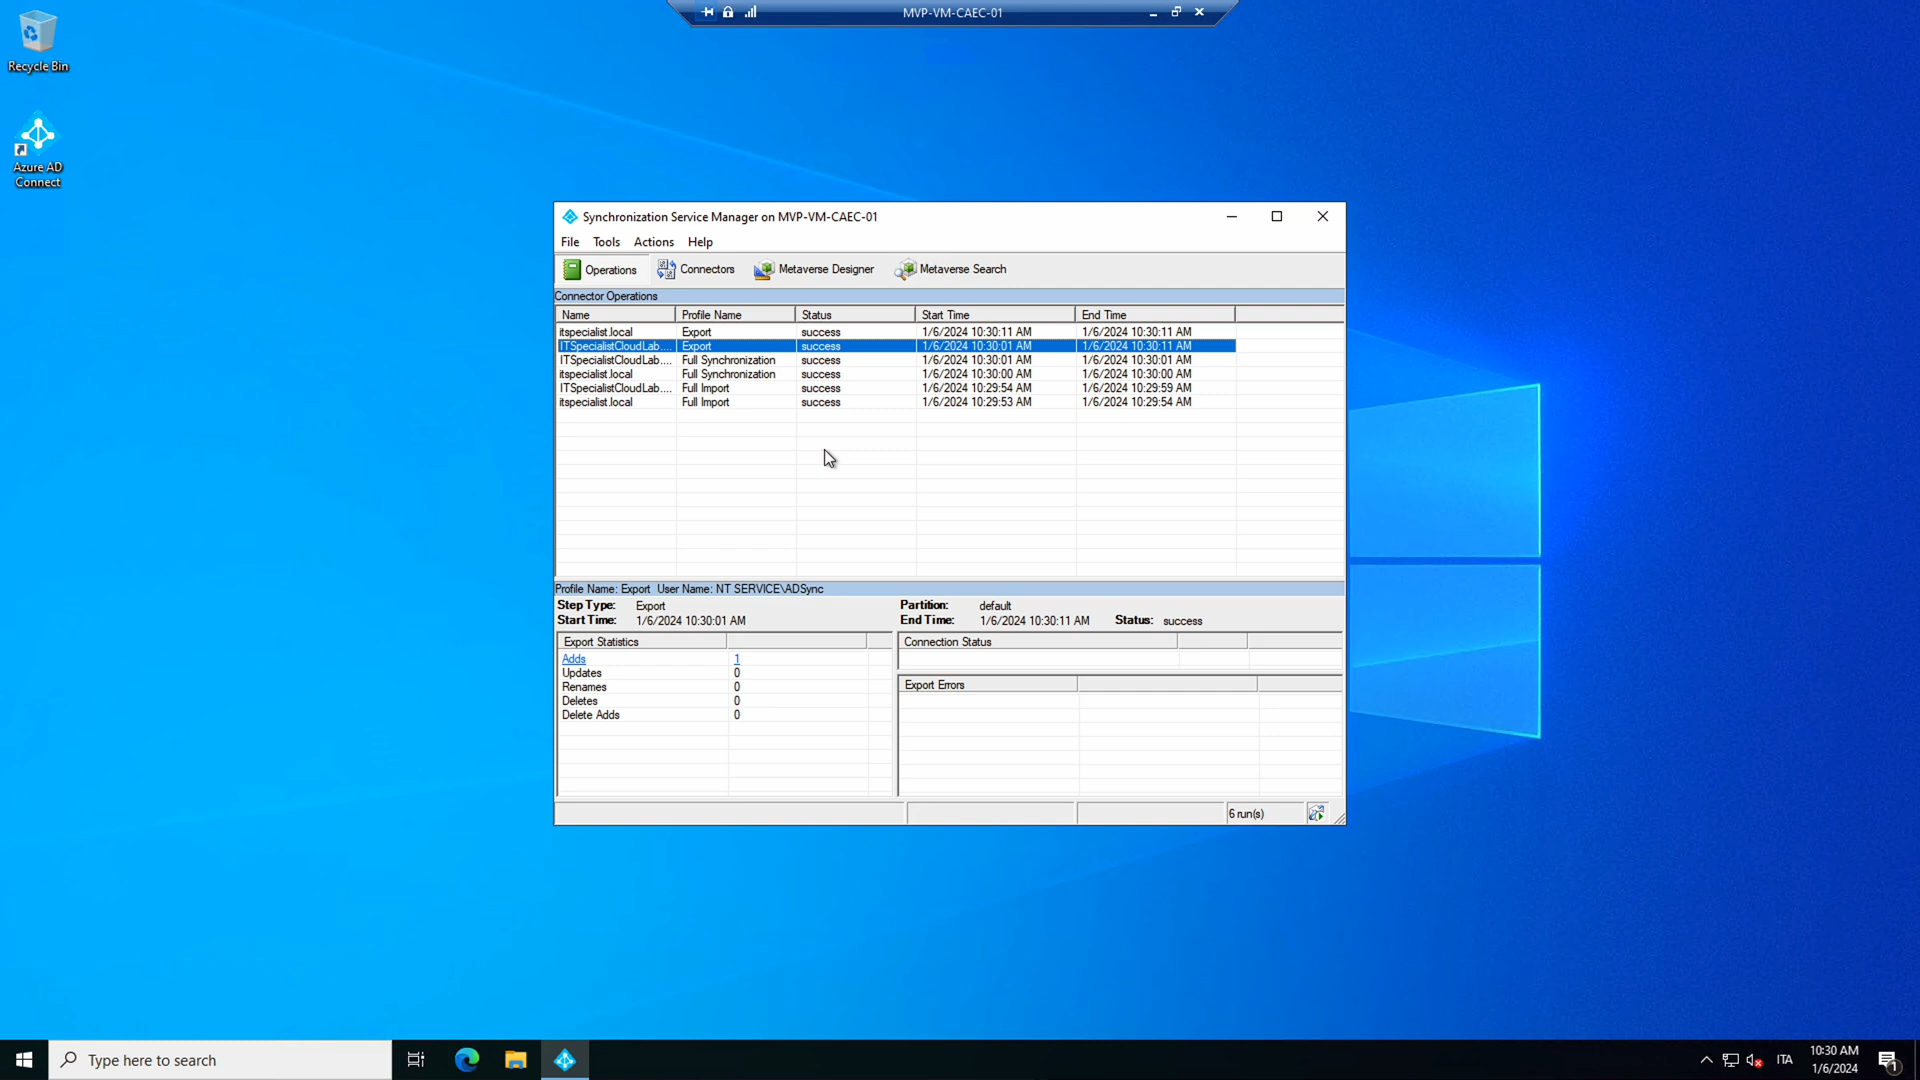 MVP-VM-CAEC-01
Recycle Bin
Azure AD
Connect
Synchronization Service Manager on MVP-VM-CAEC-01
File Tools Actions Help
Operations Connectors Metaverse Designer Metaverse Search
Connector Operations
Name Profile Name Status Start Time End Time
itspecialist.local Export success 1/6/2024 10:30:11 AM 1/6/2024 10:30:11 AM
ITSpecialistCloudLab.... Export success 1/6/2024 10:30:01 AM 1/6/2024 10:30:11 AM
ITSpecialistCloudLab.... Full Synchronization success 1/6/2024 10:30:01 AM 1/6/2024 10:30:01 AM
itspecialist.local Full Synchronization success 1/6/2024 10:30:00 AM 1/6/2024 10:30:00 AM
ITSpecialistCloudLab.... Full Import success 1/6/2024 10:29:54 AM 1/6/2024 10:29:59 AM
itspecialist.local Full Import success 1/6/2024 10:29:53 AM 1/6/2024 10:29:54 AM
Profile Name: Export User Name: NT SERVICE\ADSync
Step Type: Export Partition: default
Start Time: 1/6/2024 10:30:01 AM End Time: 1/6/2024 10:30:11 AM Status: success
Export Statistics Connection Status
Adds 1
Updates 0
Renames 0 Export Errors
Deletes 0
Delete Adds 0
6 run(s)
Type here to search
ITA
10:30 AM
1/6/2024
1